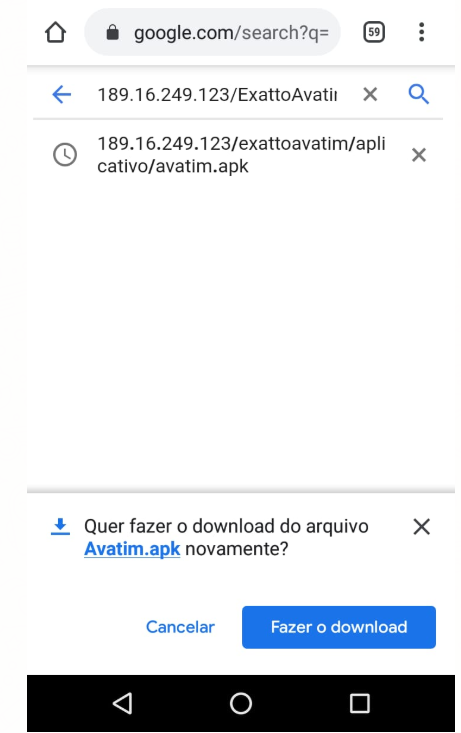 google.com/search?q=
59
189.16.249.123/ExattoAvatir
189.16.249.123/exattoavatim/apli
cativo/avatim.apk
Quer fazer o download do arquivo
Avatim.apk novamente?
Cancelar
Fazer o download